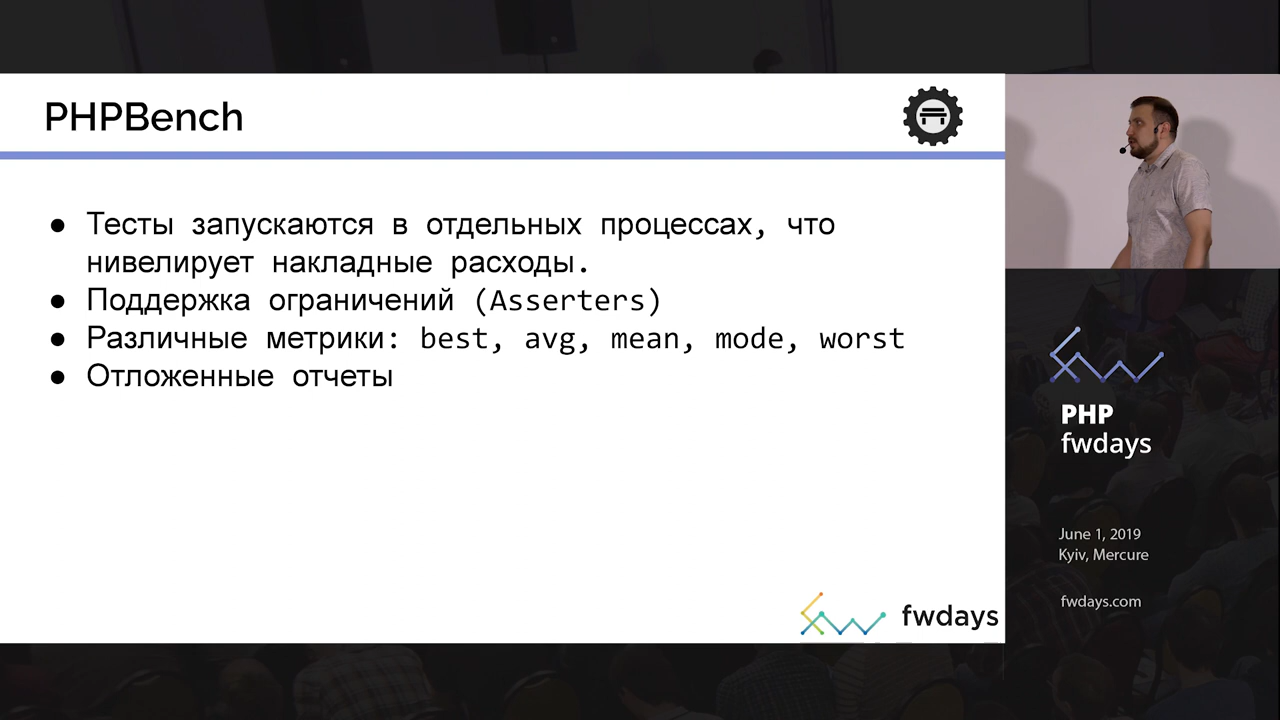 PHPBench
● Тесты запускаются в отдельных процессах, что
нивелирует накладные расходы.
● Поддержка ограничений (Asserters)
● Различные метрики: best, avg, mean, mode, worst
● Отложенные отчеты
fwdays
PHP
fwdays
June 1, 2019
Kyiv, Mercure
fwdays.com